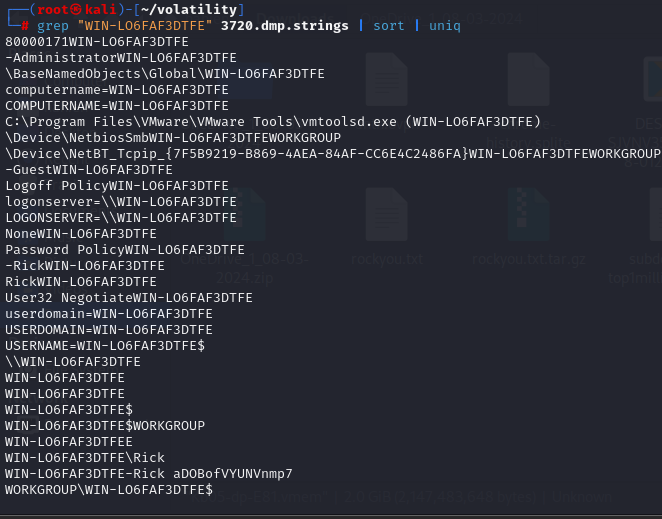 ┌──(root㉿kali)-[~/volatility]
└─# grep "WIN-LO6FAF3DTFE" 3720.dmp.strings | sort | uniq
80000171WIN-LO6FAF3DTFE
-AdministratorWIN-LO6FAF3DTFE
\BaseNamedObjects\Global\WIN-LO6FAF3DTFE
computername=WIN-LO6FAF3DTFE
COMPUTERNAME=WIN-LO6FAF3DTFE
C:\Program Files\VMware\VMware Tools\vmtoolsd.exe (WIN-LO6FAF3DTFE)
\Device\NetbiosSmbWIN-LO6FAF3DTFEWORKGROUP
\Device\NetBT_Tcpip_{7F5B9219-B869-4AEA-84AF-CC6E4C2486FA}WIN-LO6FAF3DTFEWORKGROUP
-GuestWIN-LO6FAF3DTFE
Logoff PolicyWIN-LO6FAF3DTFE
logonserver=\\WIN-LO6FAF3DTFE
LOGONSERVER=\\WIN-LO6FAF3DTFE
NoneWIN-LO6FAF3DTFE
Password PolicyWIN-LO6FAF3DTFE
-RickWIN-LO6FAF3DTFE
RickWIN-LO6FAF3DTFE
User32 NegotiateWIN-LO6FAF3DTFE
userdomain=WIN-LO6FAF3DTFE
USERDOMAIN=WIN-LO6FAF3DTFE
USERNAME=WIN-LO6FAF3DTFE$
\\WIN-LO6FAF3DTFE
WIN-LO6FAF3DTFE
WIN-LO6FAF3DTFE
WIN-LO6FAF3DTFE$
WIN-LO6FAF3DTFE$WORKGROUP
WIN-LO6FAF3DTFEE
WIN-LO6FAF3DTFE\Rick
WIN-LO6FAF3DTFE-Rick aDOBofVYUNVnmp7
WORKGROUP\WIN-LO6FAF3DTFE$
rockyou.txt
rockyou.txt.tar.gz
2024.zip